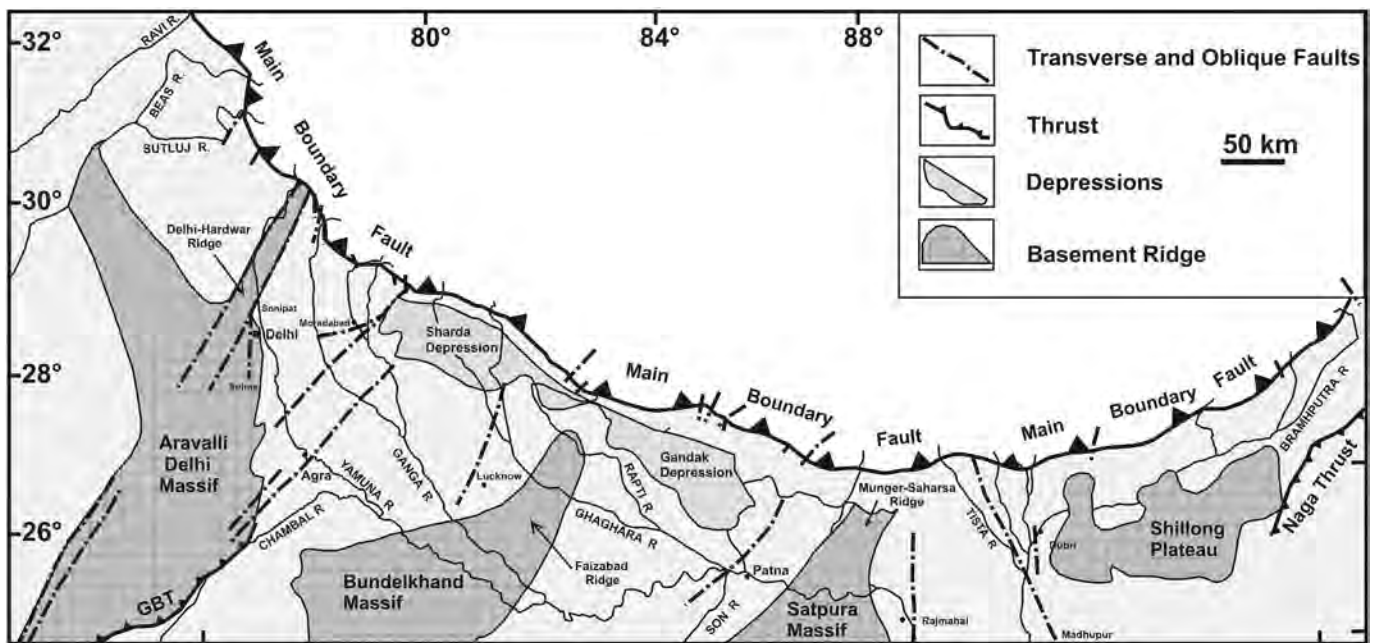 80°
84°
88°
32°
30°
28°
26°
RAVI R.
BEAS R.
SUTLUJ R.
Main
Boundary
Fault
Main
Boundary
Fault
Main
Boundary
Fault
Transverse and Oblique Faults
Thrust
50 km
Depressions
Basement Ridge
Delhi-Hardwar
Ridge
Sonipat
Delhi
Moradabad
Sharda
Depression
Aravalli
Delhi
Massif
Agra
YAMUNA R
CHAMBAL R
GANGA R
Lucknow
RAPTI R
Gandak
Depression
GHAGHARA R
Faizabad
Ridge
Bundelkhand
Massif
GBT
SON R
Patna
Munger-Saharsa
Ridge
Satpura
Massif
Rajmahal
TISTA R
Dubri
Madhupur
Shillong
Plateau
BRAMHPUTRA R
Naga Thrust